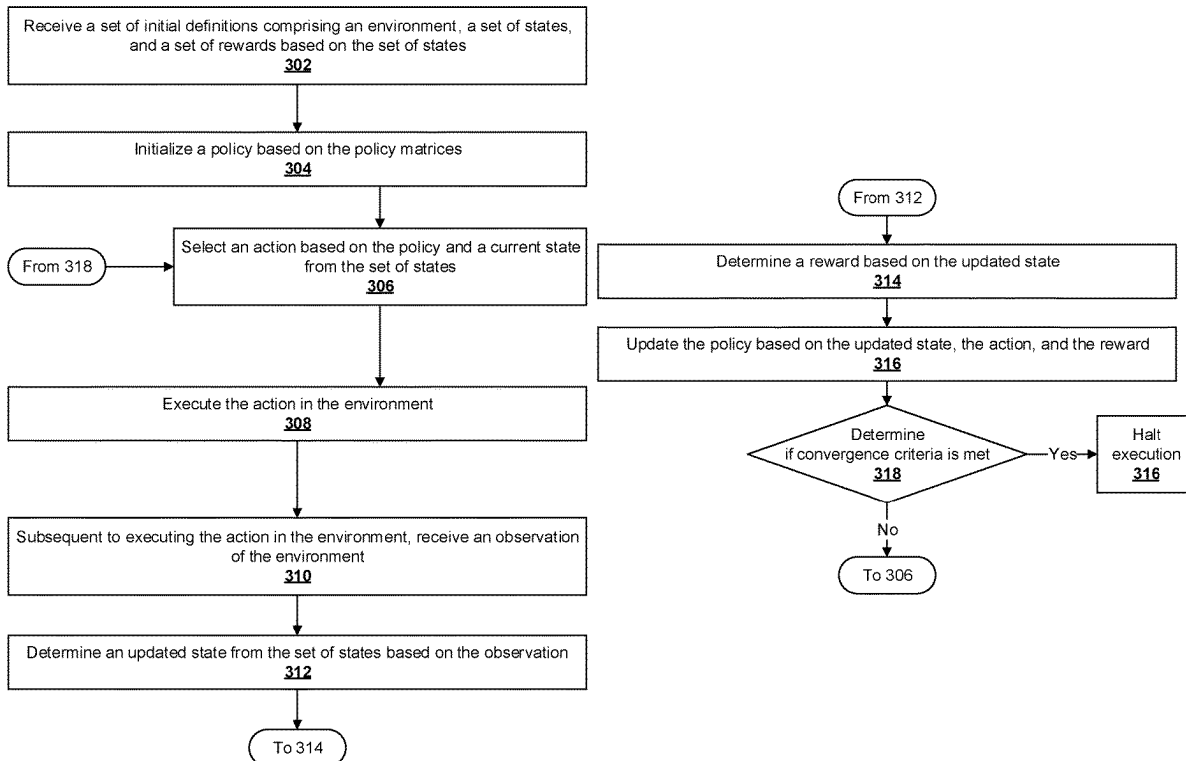 Receive a set of initial definitions comprising an environment, a set of states,
and a set of rewards based on the set of states
302
Initialize a policy based on the policy matrices
304
From 318
Select an action based on the policy and a current state
from the set of states
306
Execute the action in the environment
308
Subsequent to executing the action in the environment, receive an observation
of the environment
310
Determine an updated state from the set of states based on the observation
312
To 314
From 312
Determine a reward based on the updated state
314
Update the policy based on the updated state, the action, and the reward
316
Determine
if convergence criteria is met
318
Yes
Halt
execution
316
No
To 306